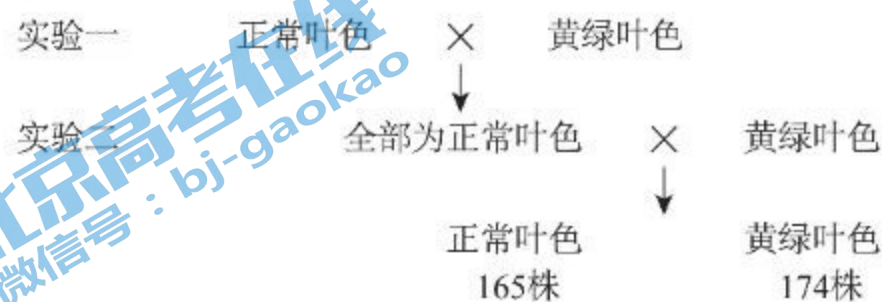 实验一 正常叶色 × 黄绿叶色
实验二 全部为正常叶色 × 黄绿叶色
正常叶色 黄绿叶色
165株 174株
北京高考在线
微信号：bj-gaokao